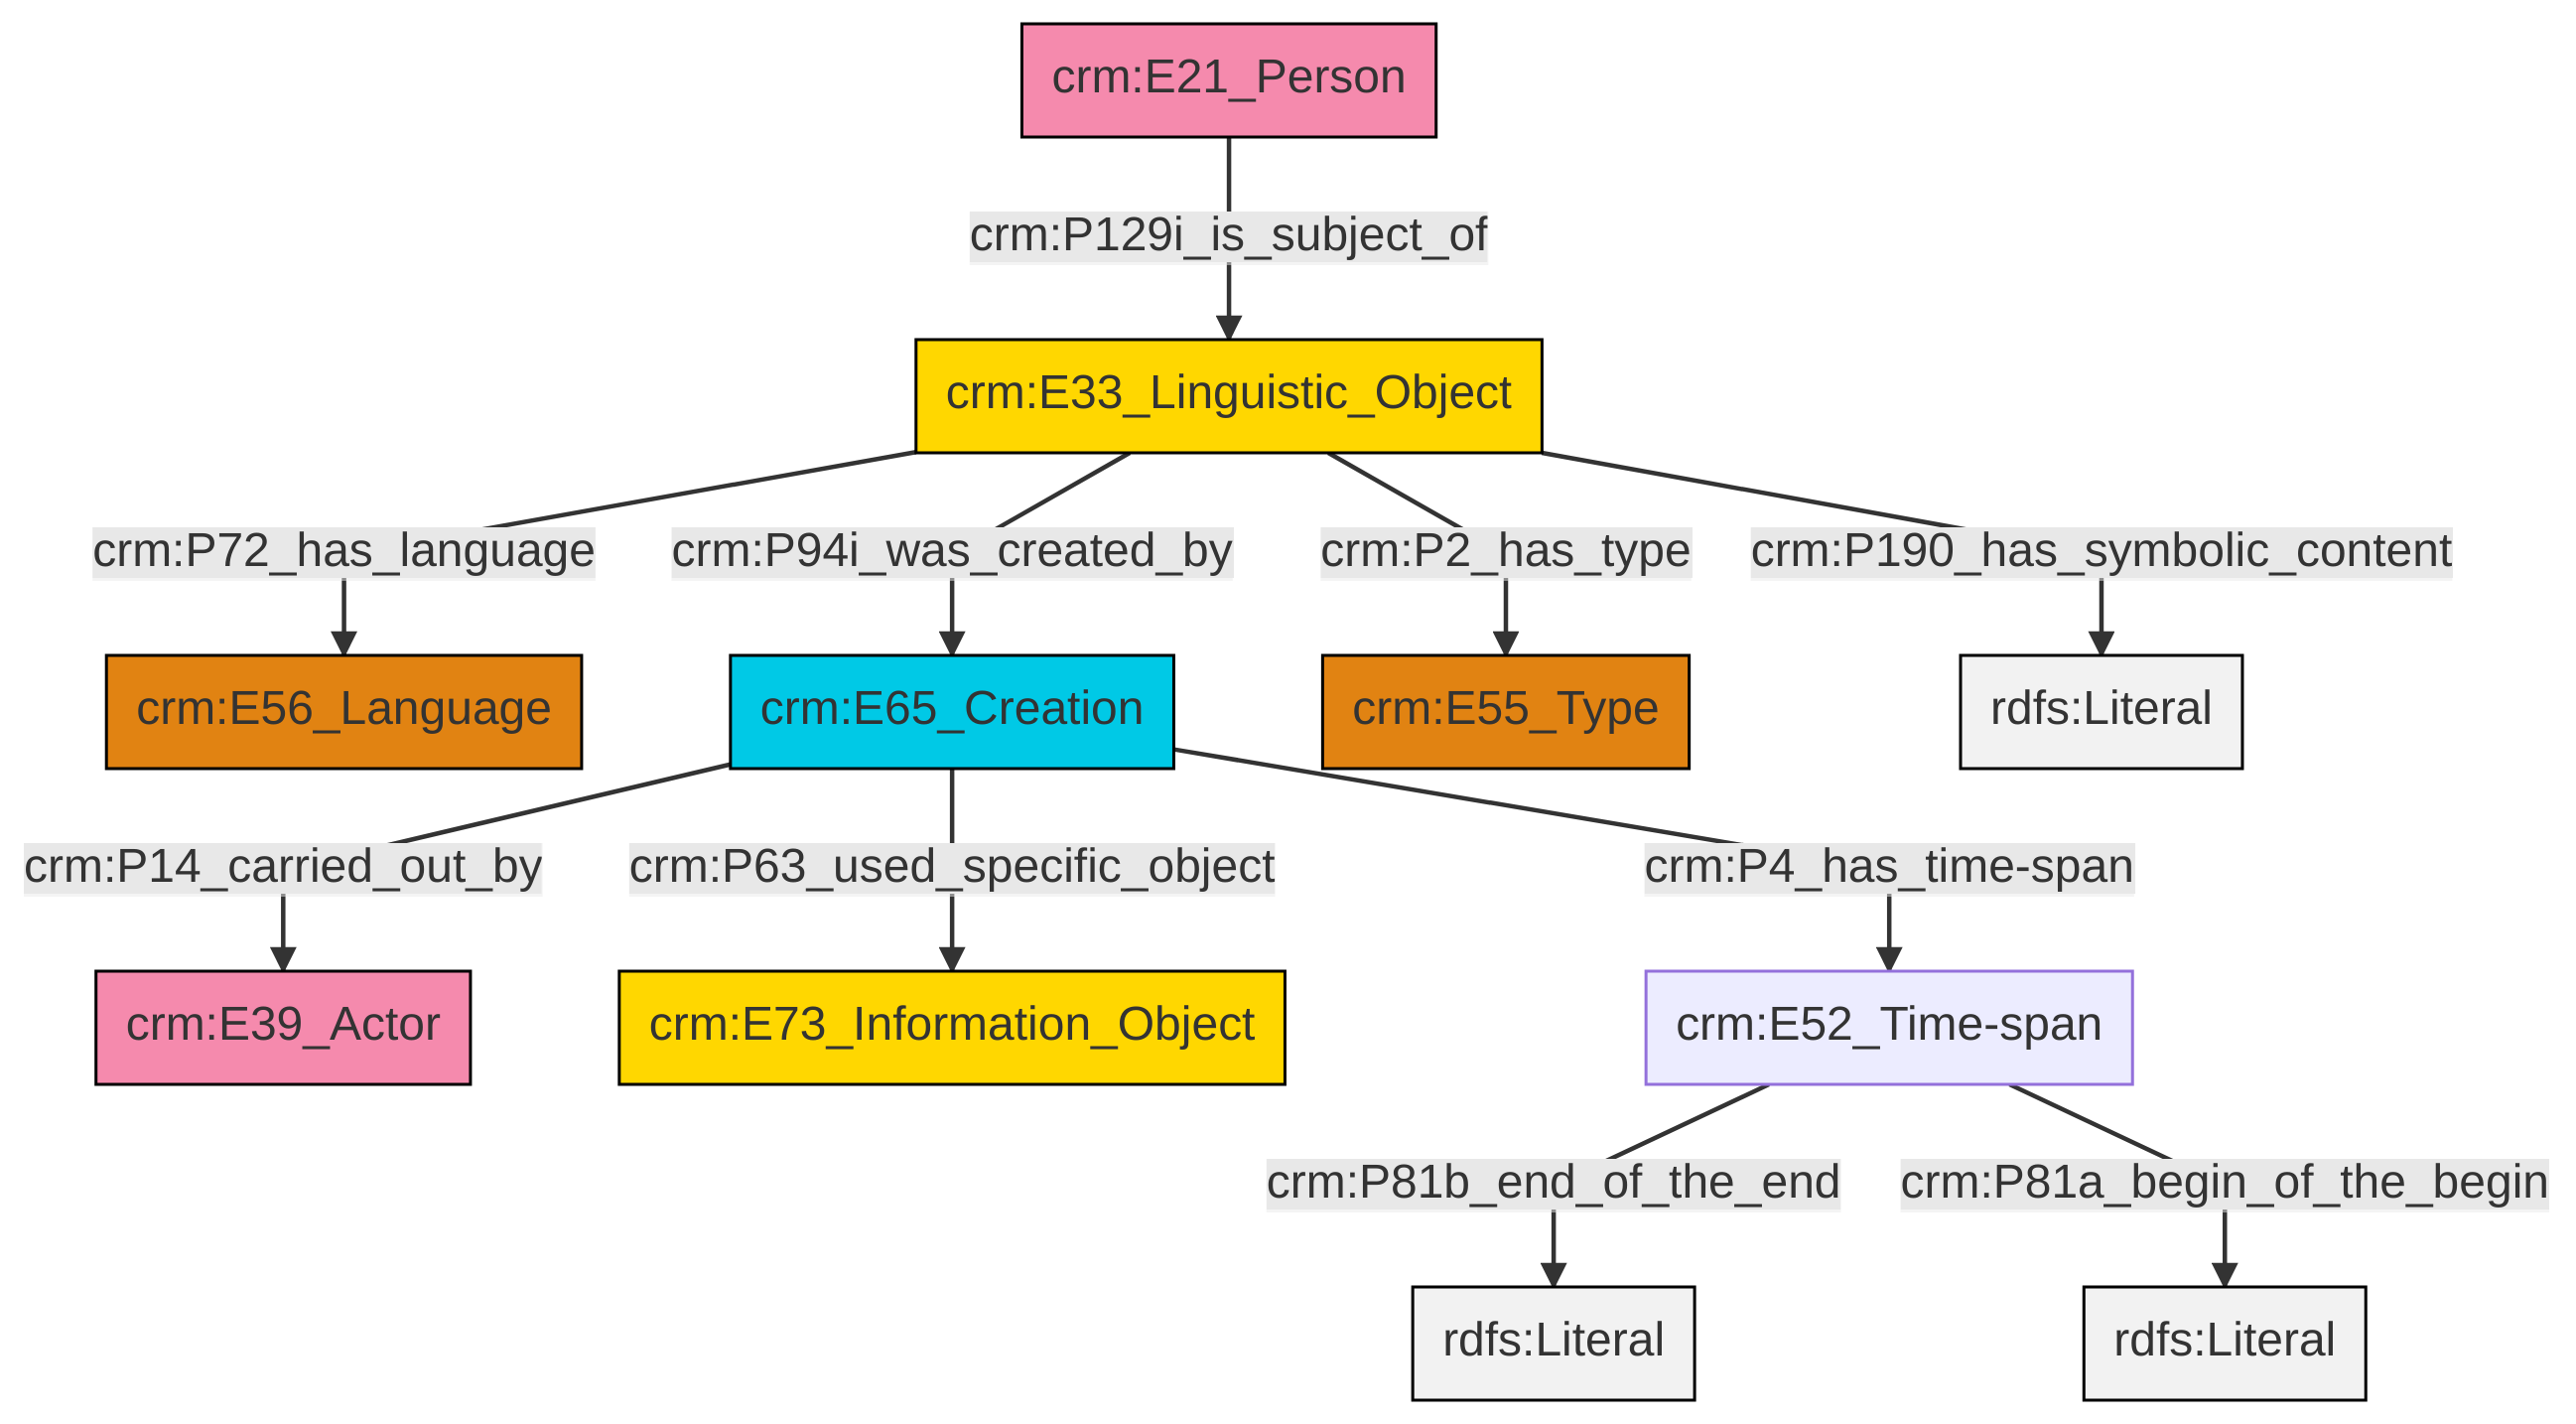 crm:E21_Person
crm:P129i_is_subject_of
crm:E33_Linguistic_Object
crm:P72_has_language
crm:P94i_was_created_by
crm:P2_has_type
crm:P190_has_symbolic_content
crm:E56_Language
crm:E65_Creation
crm:E55_Type
rdfs:Literal
crm:P14_carried_out_by
crm:P63_used_specific_object
crm:P4_has_time-span
crm:E39_Actor
crm:E73_Information_Object
crm:E52_Time-span
crm:P81b_end_of_the_end
crm:P81a_begin_of_the_begin
rdfs:Literal
rdfs:Literal